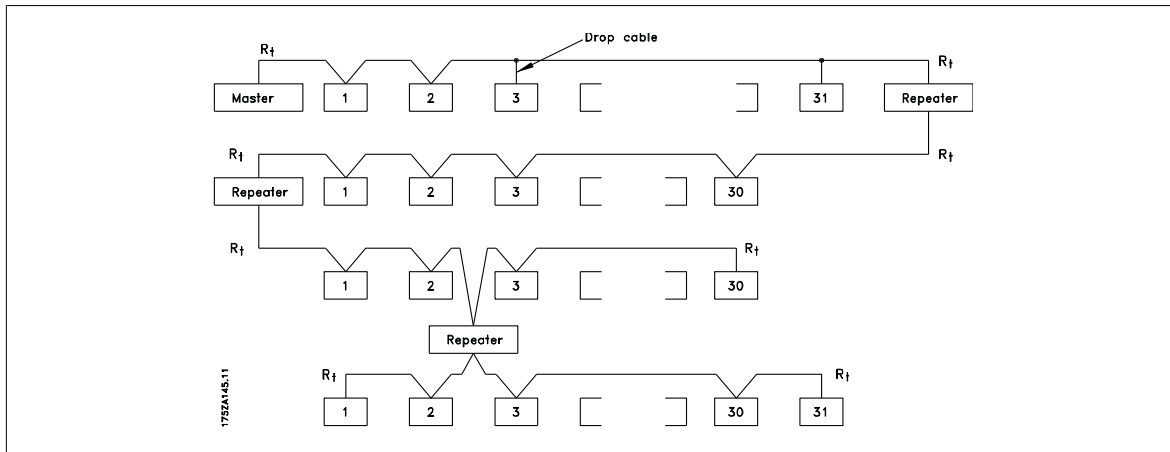 Drop cable
Rt Rt
Master 1 2 3 31 Repeater
Rt Rt
Repeater 1 2 3 30
Rt Rt
1 2 3 30
Repeater
Rt Rt
1 2 3 30 31
175ZA145.11